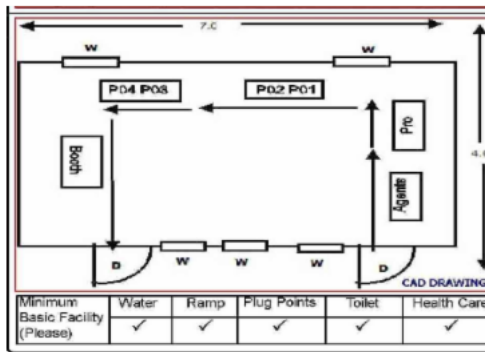 7.0
W
W
P04 P03
P02 P01
Pro
4.
Booth
Agents
D
W
W
W
D
CAD DRAWING
Minimum Basic Facility (Please)
Water
Ramp
Plug Points
Toilet
Health Care
✓
✓
✓
✓
✓